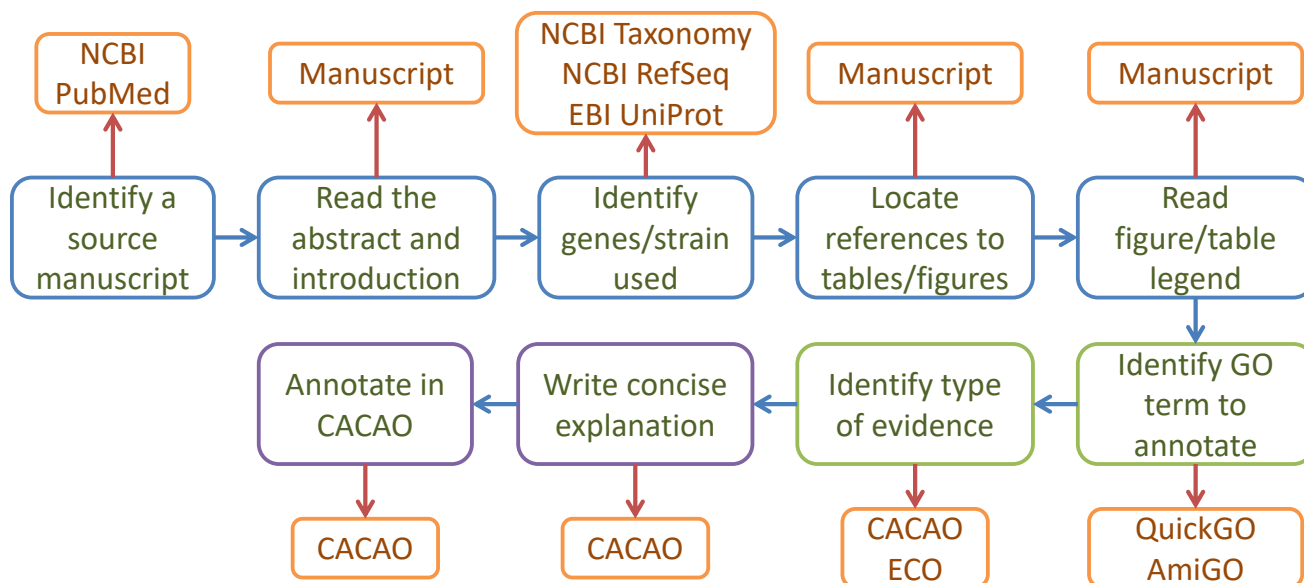 NCBI
PubMed
Manuscript
NCBI Taxonomy
NCBI RefSeq
EBI UniProt
Manuscript
Manuscript
Identify a
source
manuscript
Read the
abstract and
introduction
Identify
genes/strain
used
Locate
references to
tables/figures
Read
figure/table
legend
Annotate in
CACAO
Write concise
explanation
Identify type
of evidence
Identify GO
term to
annotate
CACAO
CACAO
CACAO
ECO
QuickGO
AmiGO